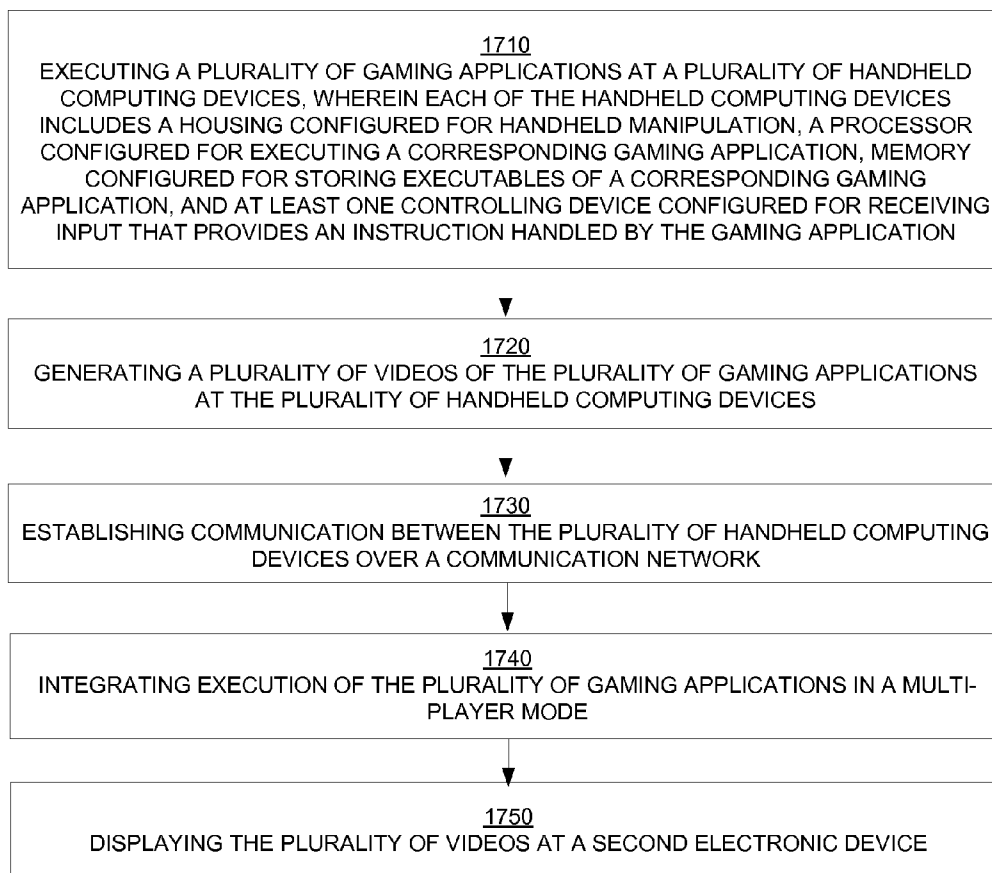 1710
EXECUTING A PLURALITY OF GAMING APPLICATIONS AT A PLURALITY OF HANDHELD
COMPUTING DEVICES, WHEREIN EACH OF THE HANDHELD COMPUTING DEVICES
INCLUDES A HOUSING CONFIGURED FOR HANDHELD MANIPULATION, A PROCESSOR
CONFIGURED FOR EXECUTING A CORRESPONDING GAMING APPLICATION, MEMORY
CONFIGURED FOR STORING EXECUTABLES OF A CORRESPONDING GAMING
APPLICATION, AND AT LEAST ONE CONTROLLING DEVICE CONFIGURED FOR RECEIVING
INPUT THAT PROVIDES AN INSTRUCTION HANDLED BY THE GAMING APPLICATION
1720
GENERATING A PLURALITY OF VIDEOS OF THE PLURALITY OF GAMING APPLICATIONS
AT THE PLURALITY OF HANDHELD COMPUTING DEVICES
1730
ESTABLISHING COMMUNICATION BETWEEN THE PLURALITY OF HANDHELD COMPUTING
DEVICES OVER A COMMUNICATION NETWORK
1740
INTEGRATING EXECUTION OF THE PLURALITY OF GAMING APPLICATIONS IN A MULTI-
PLAYER MODE
1750
DISPLAYING THE PLURALITY OF VIDEOS AT A SECOND ELECTRONIC DEVICE